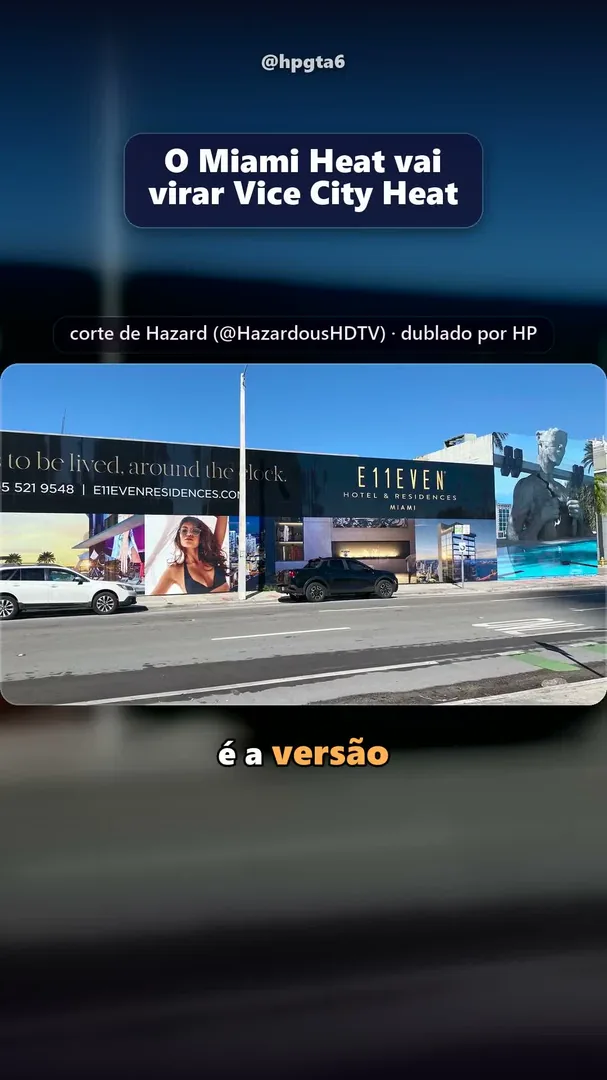 @hpgta6
O Miami Heat vai
virar Vice City Heat
corte de Hazard (@HazardousHDTV) · dublado por HP
to be lived, around the clock.
5 521 9548 | E11EVENRESIDENCES.COM
E11EVEN
HOTEL & RESIDENCES
MIAMI
é a versão